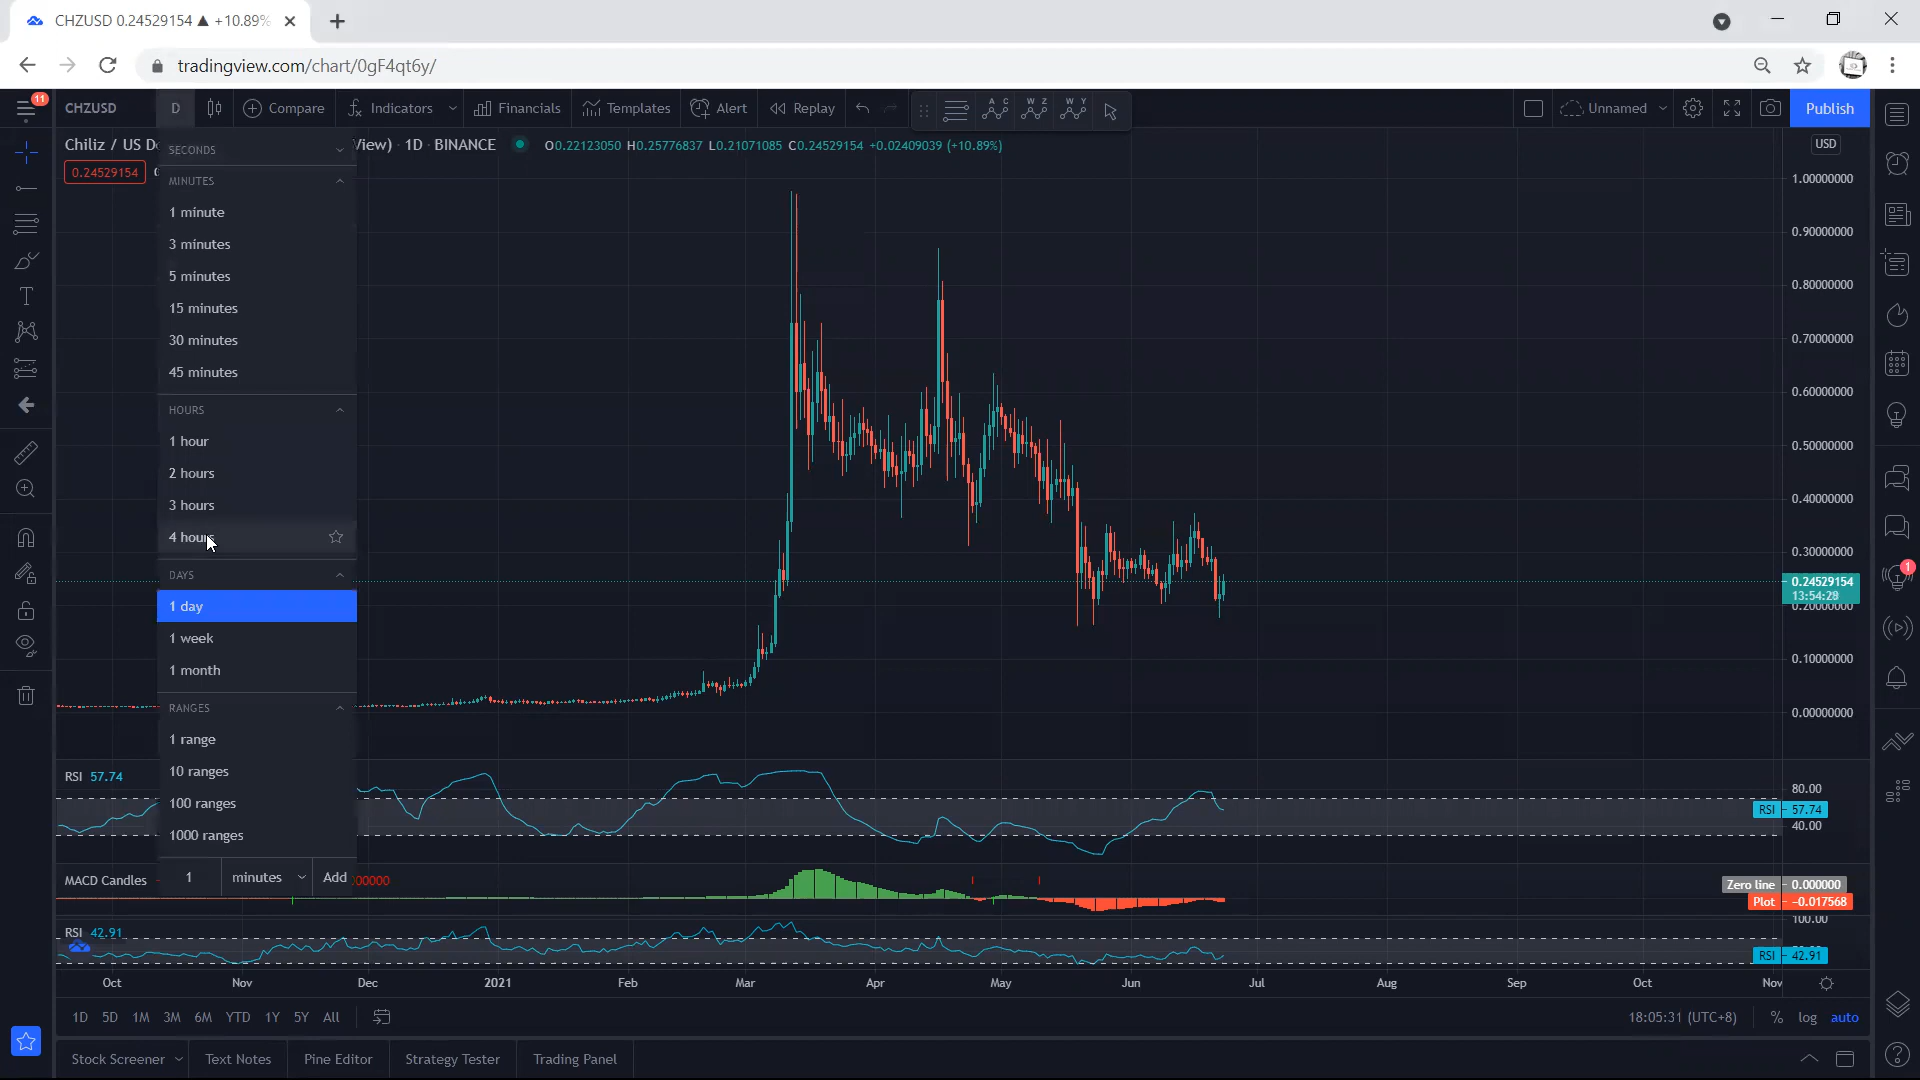 CHZUSD 0.24529154 ▲ +10.89%
tradingview.com/chart/0gF4qt6y/
11
CHZUSD D Compare Indicators Financials Templates Alert Replay A C W Z W Y Unnamed Publish
Chiliz / US D View) · 1D · BINANCE O0.22123050 H0.25776837 L0.21071085 C0.24529154 +0.02409039 (+10.89%)
USD
0.24529154
SECONDS
MINUTES
1 minute
3 minutes
5 minutes
15 minutes
30 minutes
45 minutes
HOURS
1 hour
2 hours
3 hours
4 hours
DAYS
1 day
1 week
1 month
RANGES
1 range
10 ranges
100 ranges
1000 ranges
1 minutes Add
1.00000000
0.90000000
0.80000000
0.70000000
0.60000000
0.50000000
0.40000000
0.30000000
0.24529154
13:54:28
0.20000000
0.10000000
0.00000000
1
RSI 57.74
80.00
RSI 57.74
40.00
MACD Candles 00000
Zero line 0.000000
Plot -0.017568
100.00
RSI 42.91
RSI 42.91
Oct Nov Dec 2021 Feb Mar Apr May Jun Jul Aug Sep Oct Nov
1D 5D 1M 3M 6M YTD 1Y 5Y All 18:05:31 (UTC+8) % log auto
Stock Screener Text Notes Pine Editor Strategy Tester Trading Panel